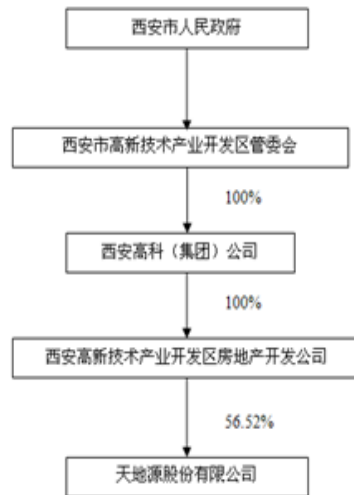 西安市人民政府
西安市高新技术产业开发区管委会
100%
西安高科（集团）公司
100%
西安高新技术产业开发区房地产开发公司
56.52%
天地源股份有限公司